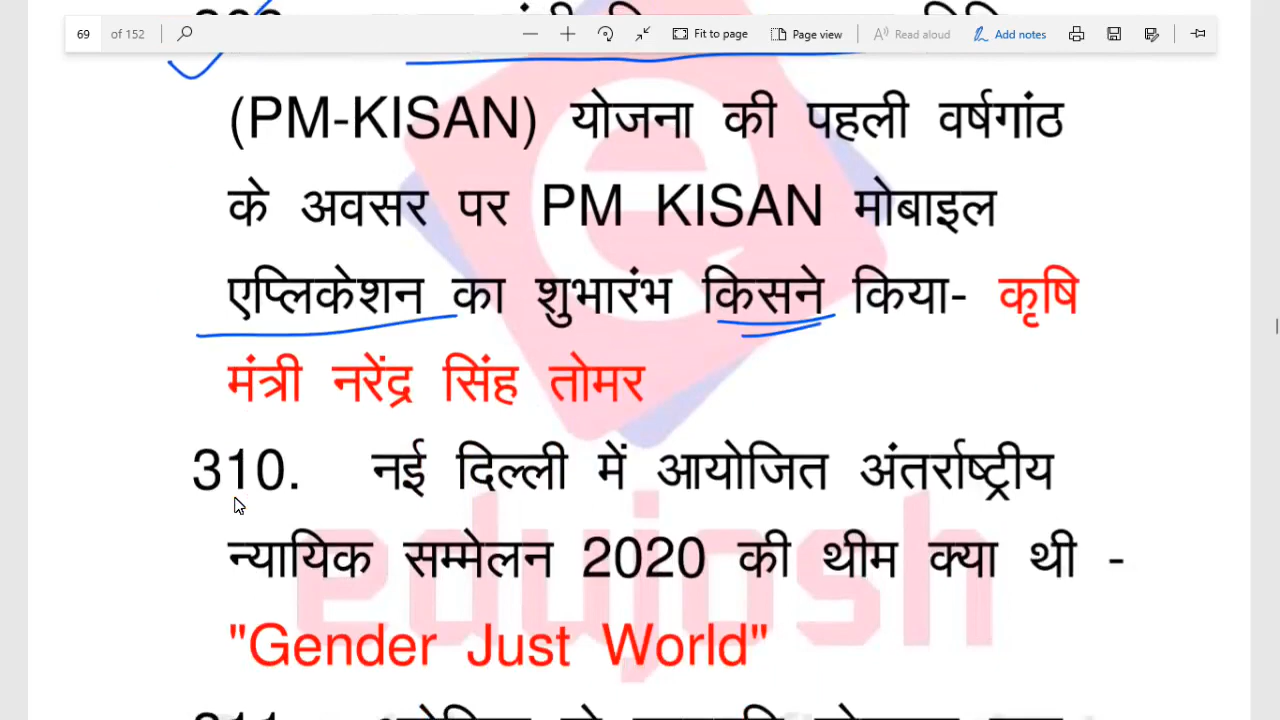 69 of 152 Fit to page Page view Read aloud Add notes
(PM-KISAN) योजना की पहली वर्षगांठ
के अवसर पर PM KISAN मोबाइल
एप्लिकेशन का शुभारंभ किसने किया- कृषि
मंत्री नरेंद्र सिंह तोमर
310. नई दिल्ली में आयोजित अंतर्राष्ट्रीय
न्यायिक सम्मेलन 2020 की थीम क्या थी -
"Gender Just World"
edujosh